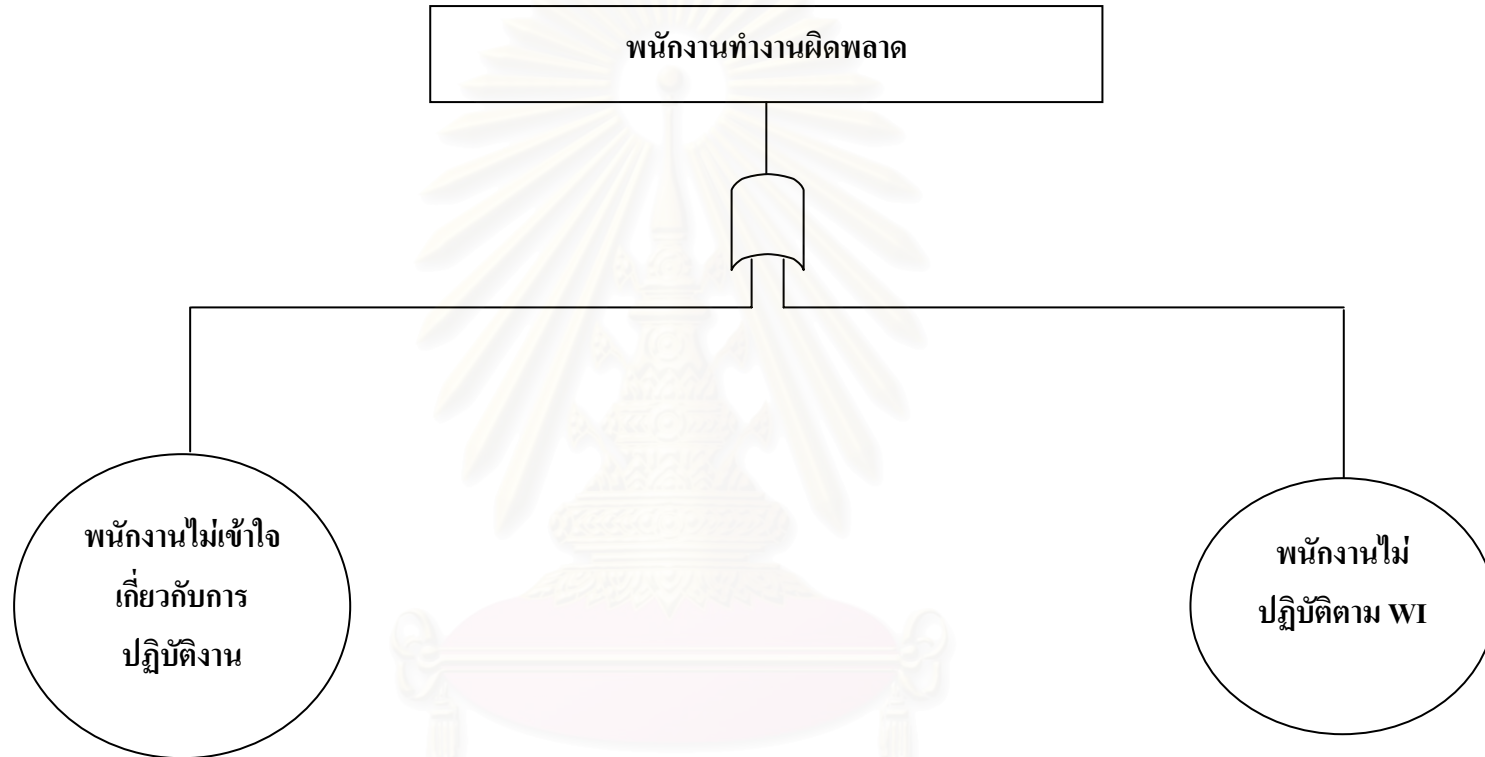 พนักงานทำงานผิดพลาด
พนักงานไม่เข้าใจ
เกี่ยวกับการ
ปฏิบัติงาน
พนักงานไม่
ปฏิบัติตาม WI